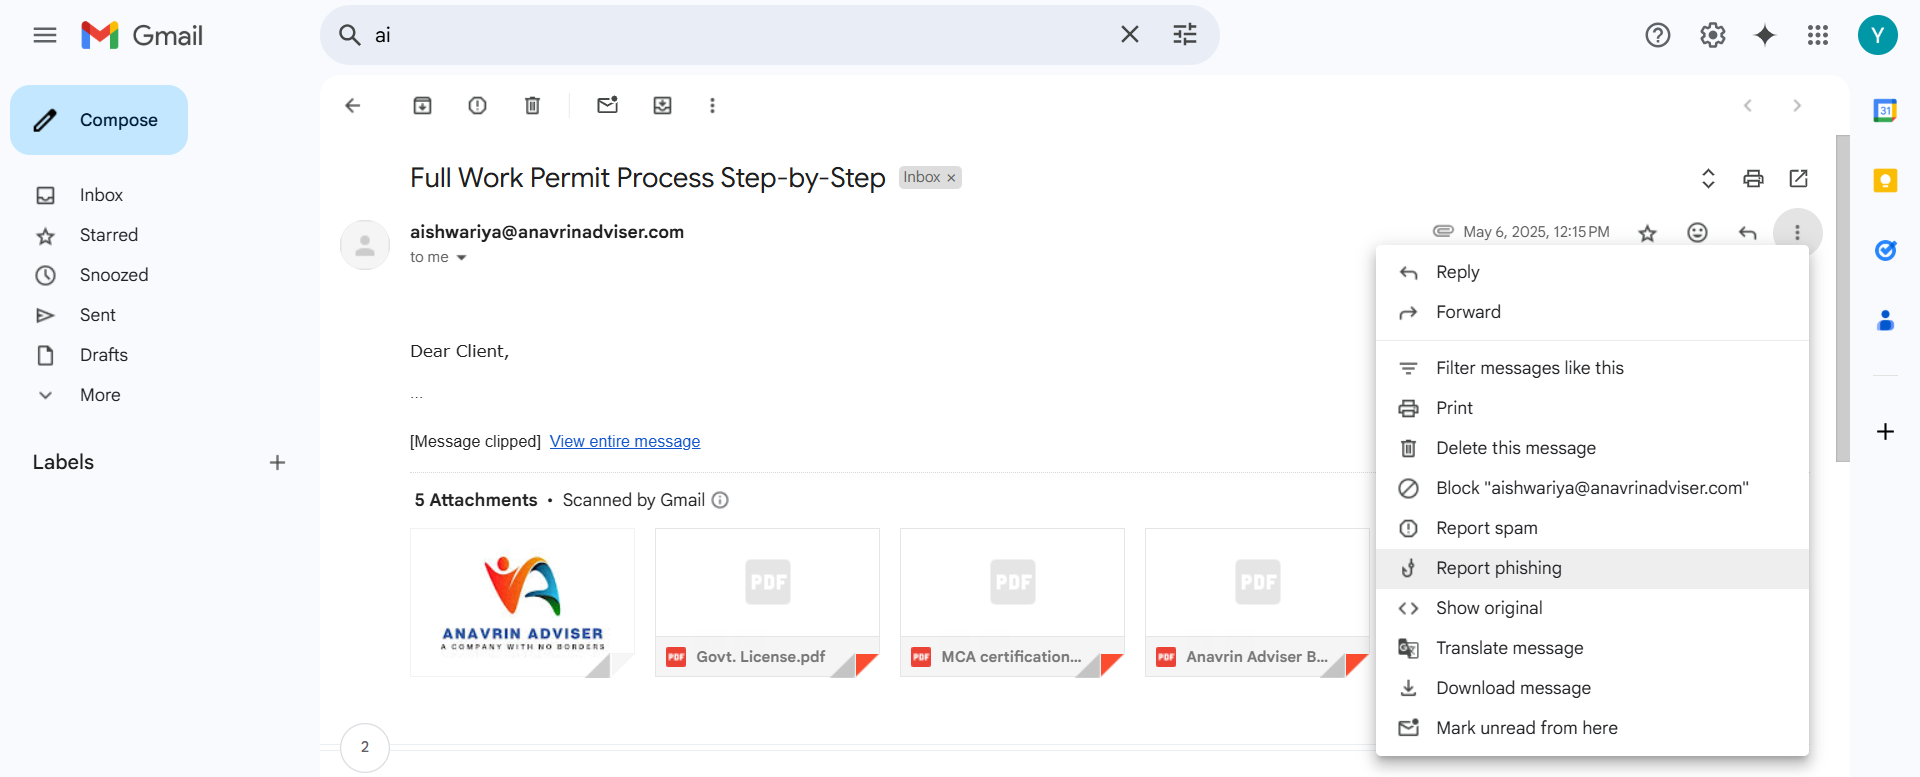 Gmail
ai
Y
Compose
Inbox
Starred
Snoozed
Sent
Drafts
More
Labels
Full Work Permit Process Step-by-Step
Inbox ×
aishwariya@anavrinadviser.com
May 6, 2025, 12:15 PM
to me
Dear Client,
...
[Message clipped] View entire message
5 Attachments • Scanned by Gmail
ANAVRIN ADVISER
A COMPANY WITH NO BORDERS
PDF
PDF Govt. License.pdf
PDF
PDF MCA certification...
PDF
PDF Anavrin Adviser B...
2
Reply
Forward
Filter messages like this
Print
Delete this message
Block "aishwariya@anavrinadviser.com"
Report spam
Report phishing
Show original
Translate message
Download message
Mark unread from here
31